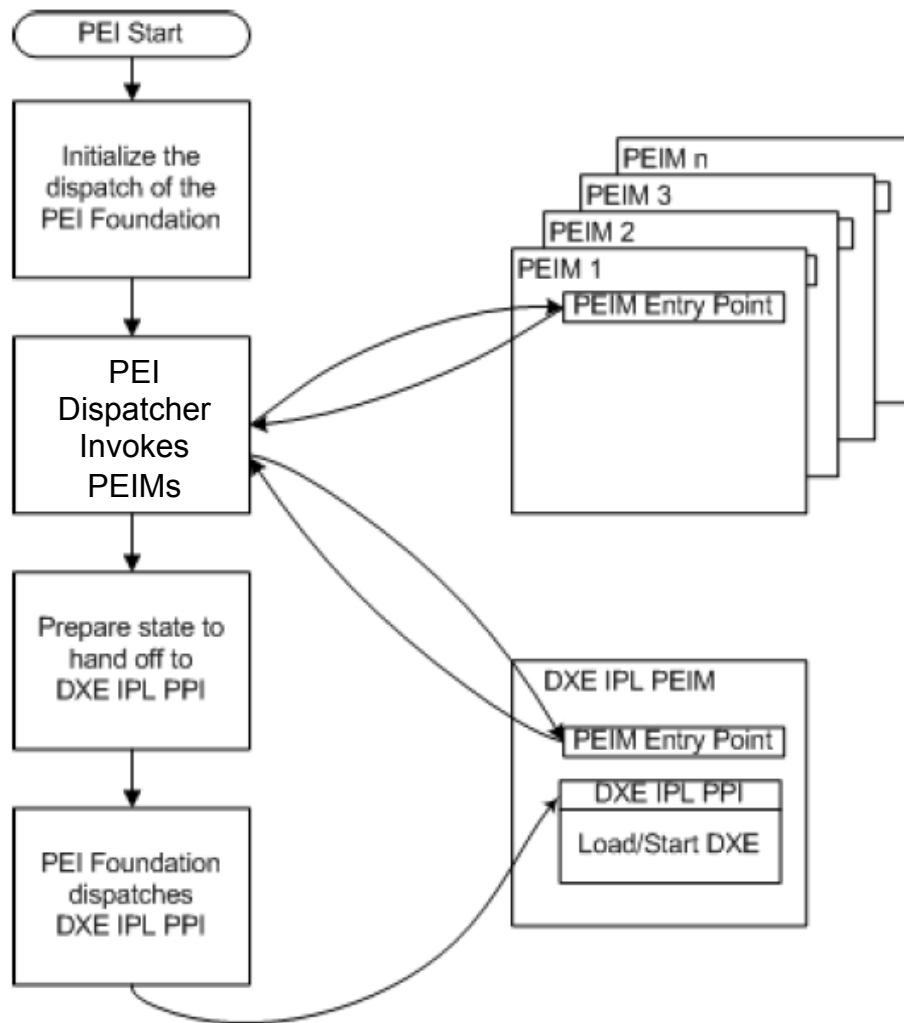 PEI Start
Initialize the
dispatch of the
PEI Foundation
PEI
Dispatcher
Invokes
PEIMs
Prepare state to
hand off to
DXE IPL PPI
PEI Foundation
dispatches
DXE IPL PPI
PEIM n
PEIM 3
PEIM 2
PEIM 1
PEIM Entry Point
DXE IPL PEIM
PEIM Entry Point
DXE IPL PPI
Load/Start DXE